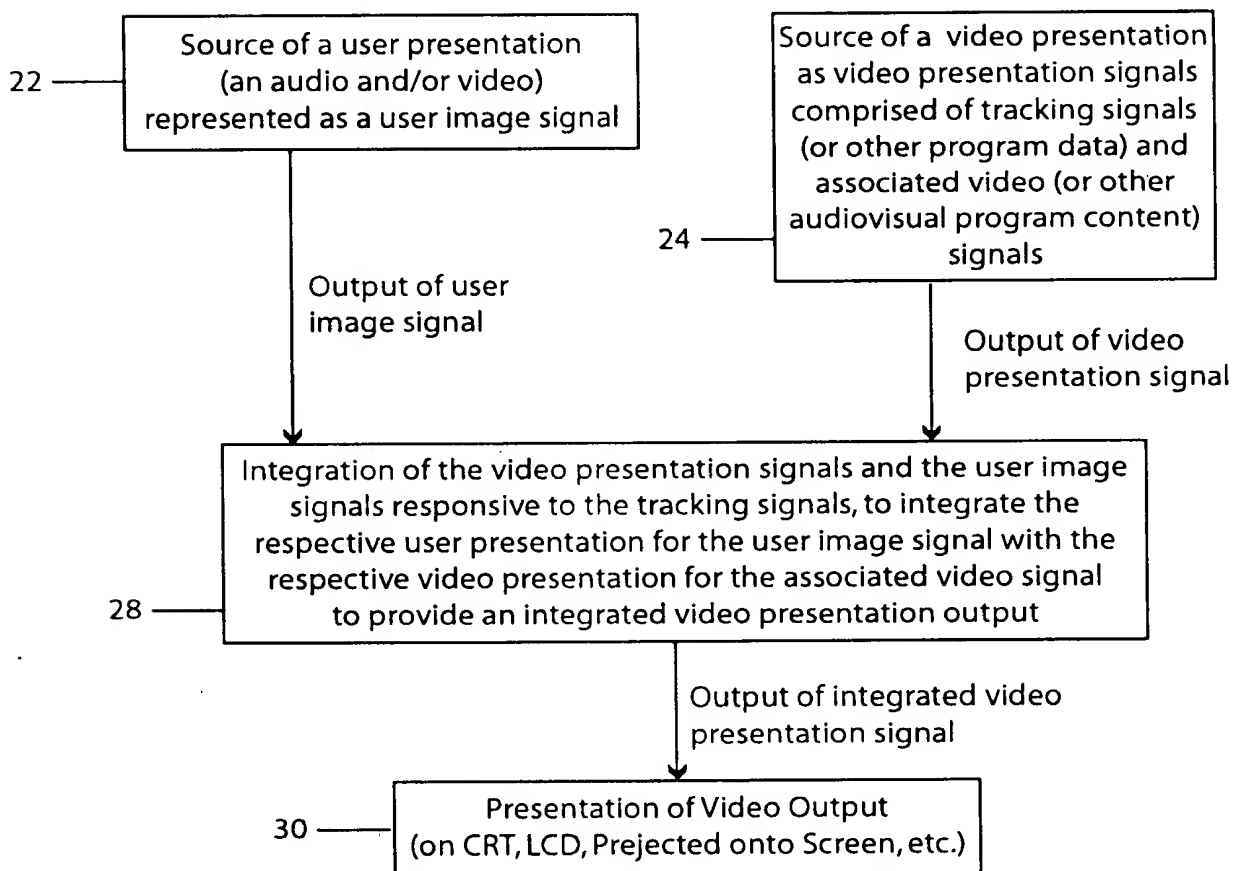 22
Source of a user presentation
(an audio and/or video)
represented as a user image signal
24
Source of a video presentation
as video presentation signals
comprised of tracking signals
(or other program data) and
associated video (or other
audiovisual program content)
signals
Output of user
image signal
Output of video
presentation signal
28
Integration of the video presentation signals and the user image
signals responsive to the tracking signals, to integrate the
respective user presentation for the user image signal with the
respective video presentation for the associated video signal
to provide an integrated video presentation output
Output of integrated video
presentation signal
30
Presentation of Video Output
(on CRT, LCD, Prejected onto Screen, etc.)